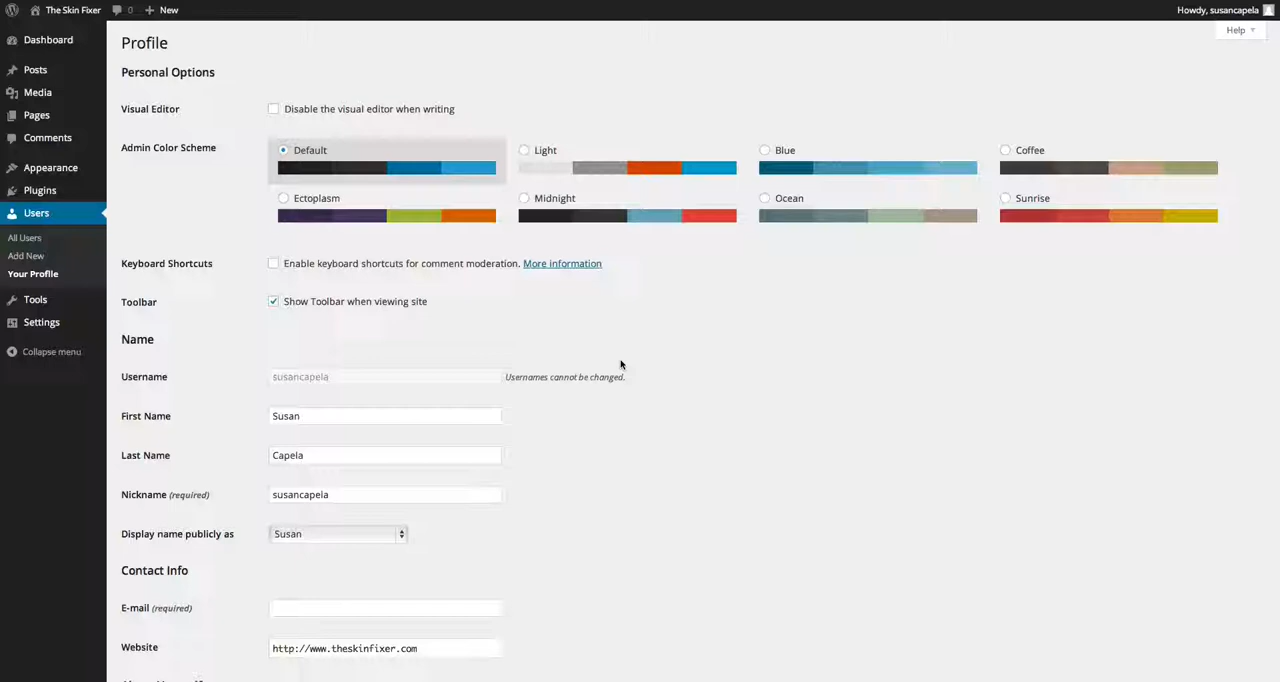 The Skin Fixer 0 New Howdy, susancapela
Help
Dashboard
Posts
Media
Pages
Comments
Appearance
Plugins
Users
All Users
Add New
Your Profile
Tools
Settings
Collapse menu
Profile
Personal Options
Visual Editor Disable the visual editor when writing
Admin Color Scheme Default Light Blue Coffee
Ectoplasm Midnight Ocean Sunrise
Keyboard Shortcuts Enable keyboard shortcuts for comment moderation. More information
Toolbar Show Toolbar when viewing site
Name
Username susancapela Usernames cannot be changed.
First Name Susan
Last Name Capela
Nickname (required) susancapela
Display name publicly as Susan
Contact Info
E-mail (required)
Website http://www.theskinfixer.com